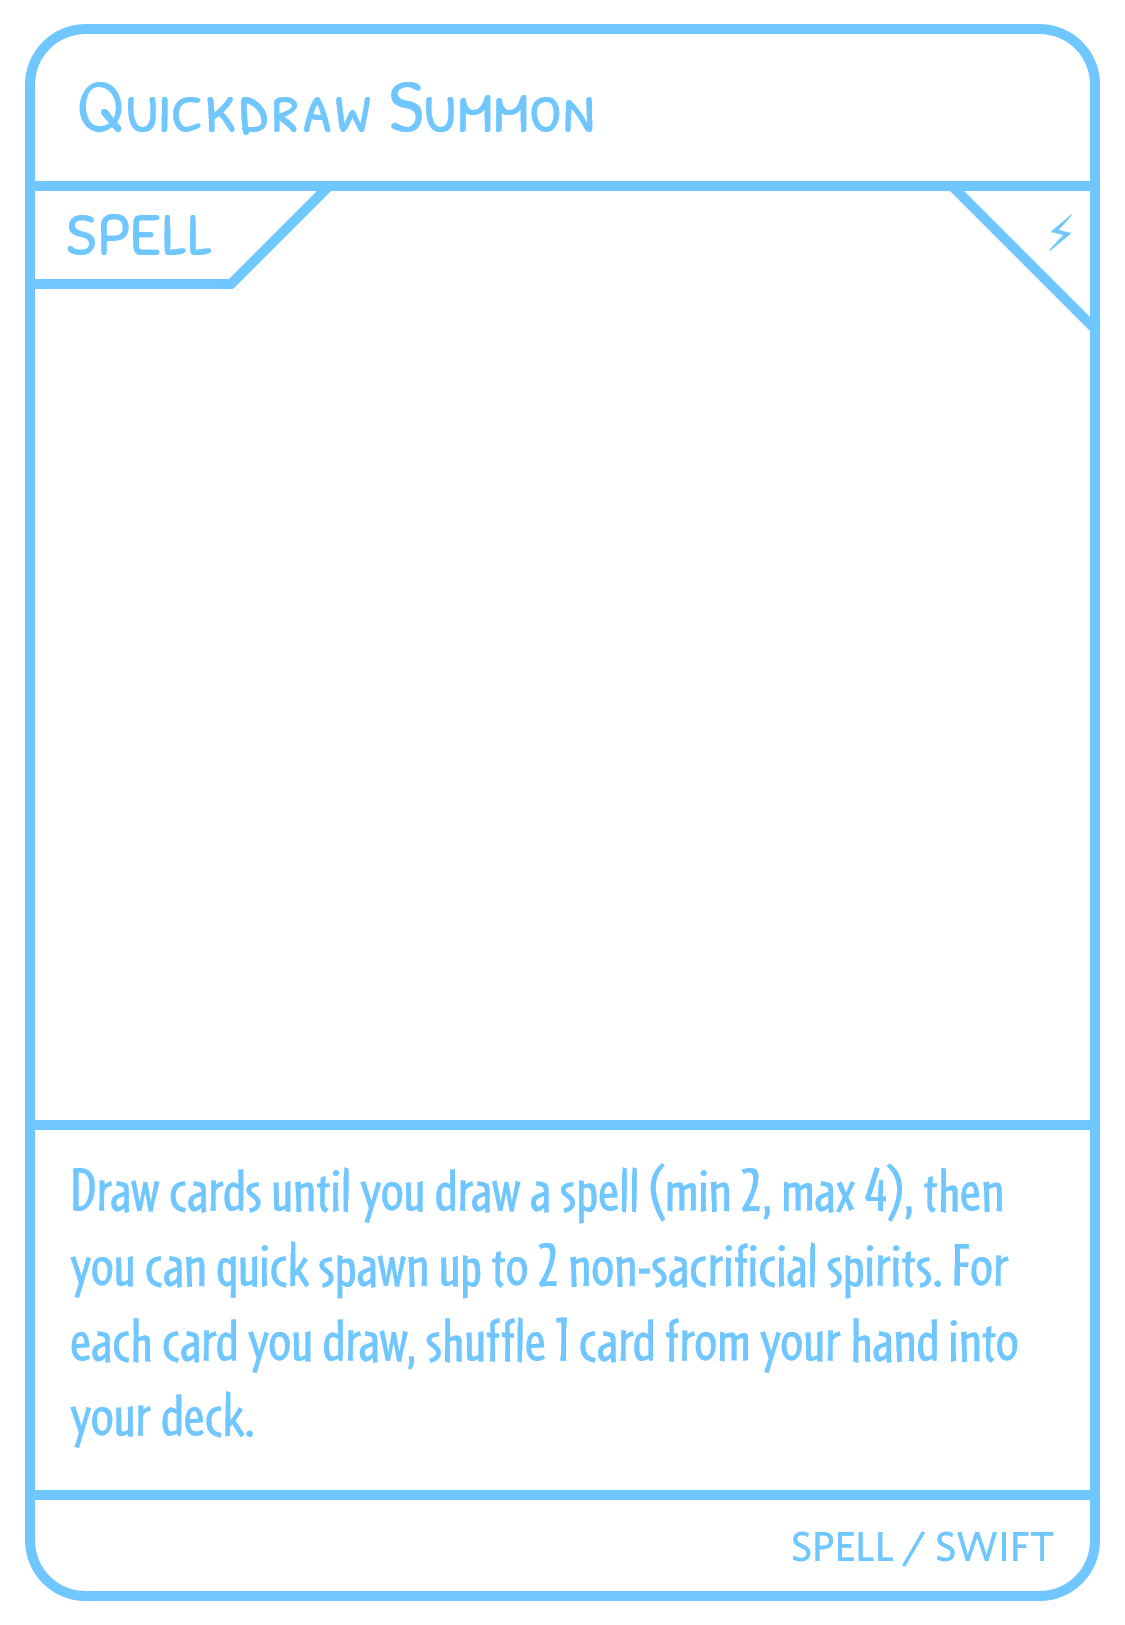 Quickdraw Summon
SPELL
⚡
Draw cards until you draw a spell (min 2, max 4), then
you can quick spawn up to 2 non-sacrificial spirits. For
each card you draw, shuffle 1 card from your hand into
your deck.
SPELL / SWIFT